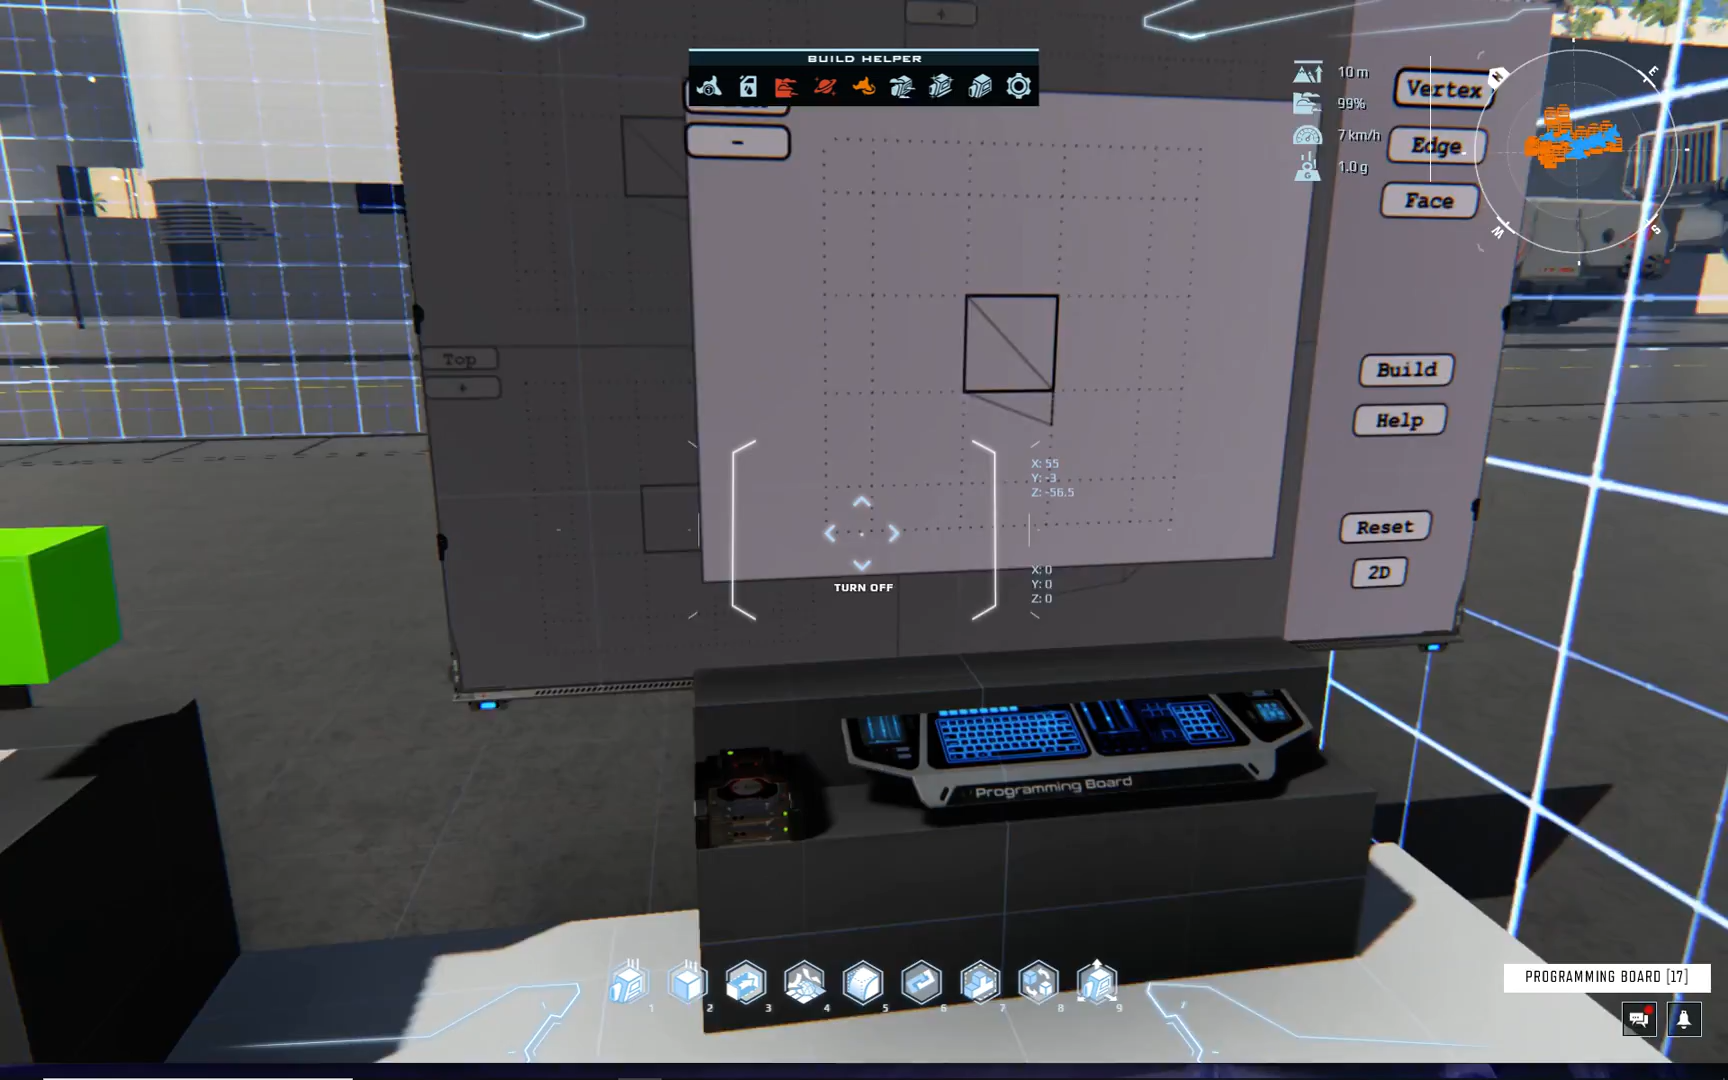 BUILD HELPER
10 m
99%
7 km/h
1.0 g
N
E
S
W
+
-
Vertex
Edge
Face
Top
+
Build
Help
X: 55
Y: -3
Z: -56.5
Reset
2D
X: 0
Y: 0
Z: 0
TURN OFF
Programming Board
PROGRAMMING BOARD [17]
1
2
3
4
5
6
7
8
9